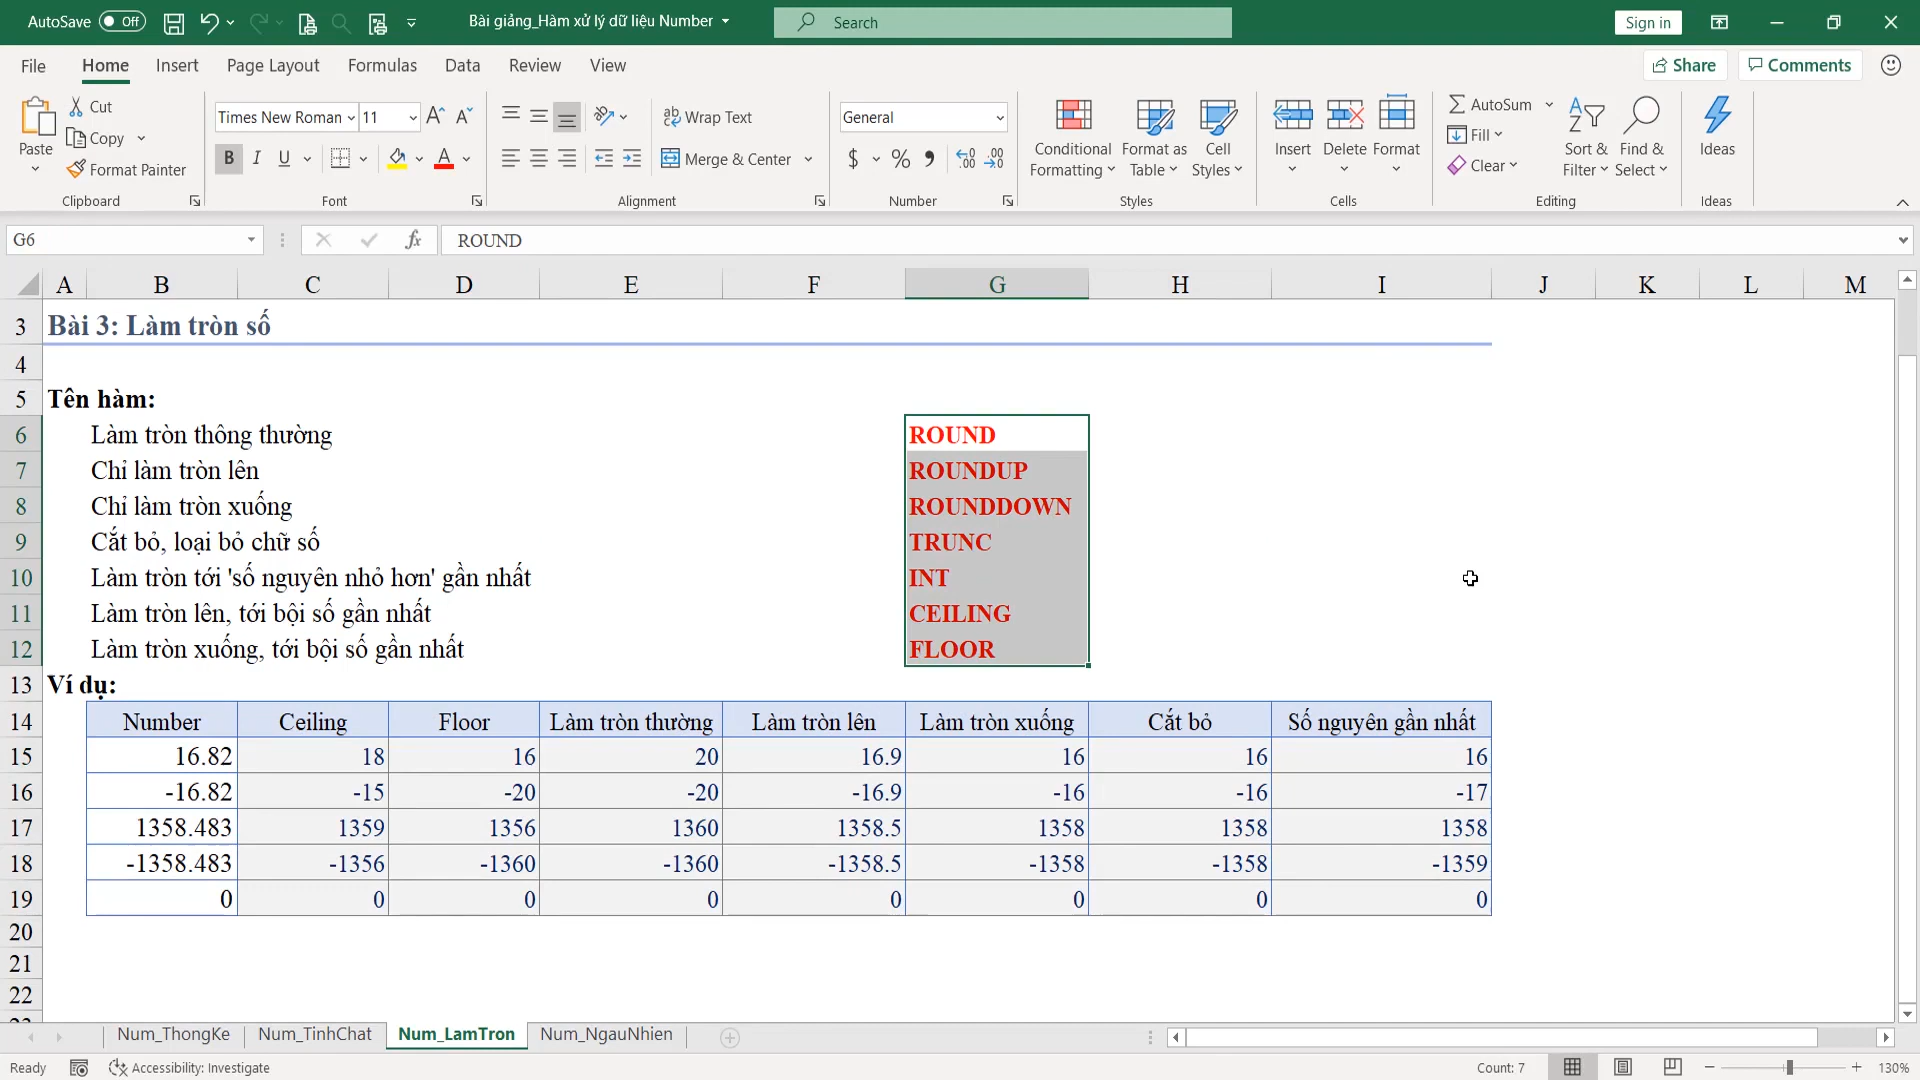 AutoSave Off
Bài giảng_Hàm xử lý dữ liệu Number
Search
Sign in
File Home Insert Page Layout Formulas Data Review View
Share Comments
Paste
Cut
Copy
Format Painter
Clipboard
Times New Roman 11
B I U
Font
Wrap Text
Merge & Center
Alignment
General
$ % ,
Number
Conditional Formatting
Format as Table
Cell Styles
Styles
Insert Delete Format
Cells
AutoSum
Fill
Clear
Sort & Filter
Find & Select
Editing
Ideas
Ideas
G6
fx
ROUND
A B C D E F G H I J K L M
3 Bài 3: Làm tròn số
4
5 Tên hàm:
6 Làm tròn thông thường ROUND
7 Chỉ làm tròn lên ROUNDUP
8 Chỉ làm tròn xuống ROUNDDOWN
9 Cắt bỏ, loại bỏ chữ số TRUNC
10 Làm tròn tới 'số nguyên nhỏ hơn' gần nhất INT
11 Làm tròn lên, tới bội số gần nhất CEILING
12 Làm tròn xuống, tới bội số gần nhất FLOOR
13 Ví dụ:
14 Number Ceiling Floor Làm tròn thường Làm tròn lên Làm tròn xuống Cắt bỏ Số nguyên gần nhất
15 16.82 18 16 20 16.9 16 16 16
16 -16.82 -15 -20 -20 -16.9 -16 -16 -17
17 1358.483 1359 1356 1360 1358.5 1358 1358 1358
18 -1358.483 -1356 -1360 -1360 -1358.5 -1358 -1358 -1359
19 0 0 0 0 0 0 0 0
20
21
22
Num_ThongKe Num_TinhChat Num_LamTron Num_NgauNhien
Ready Accessibility: Investigate Count: 7 130%